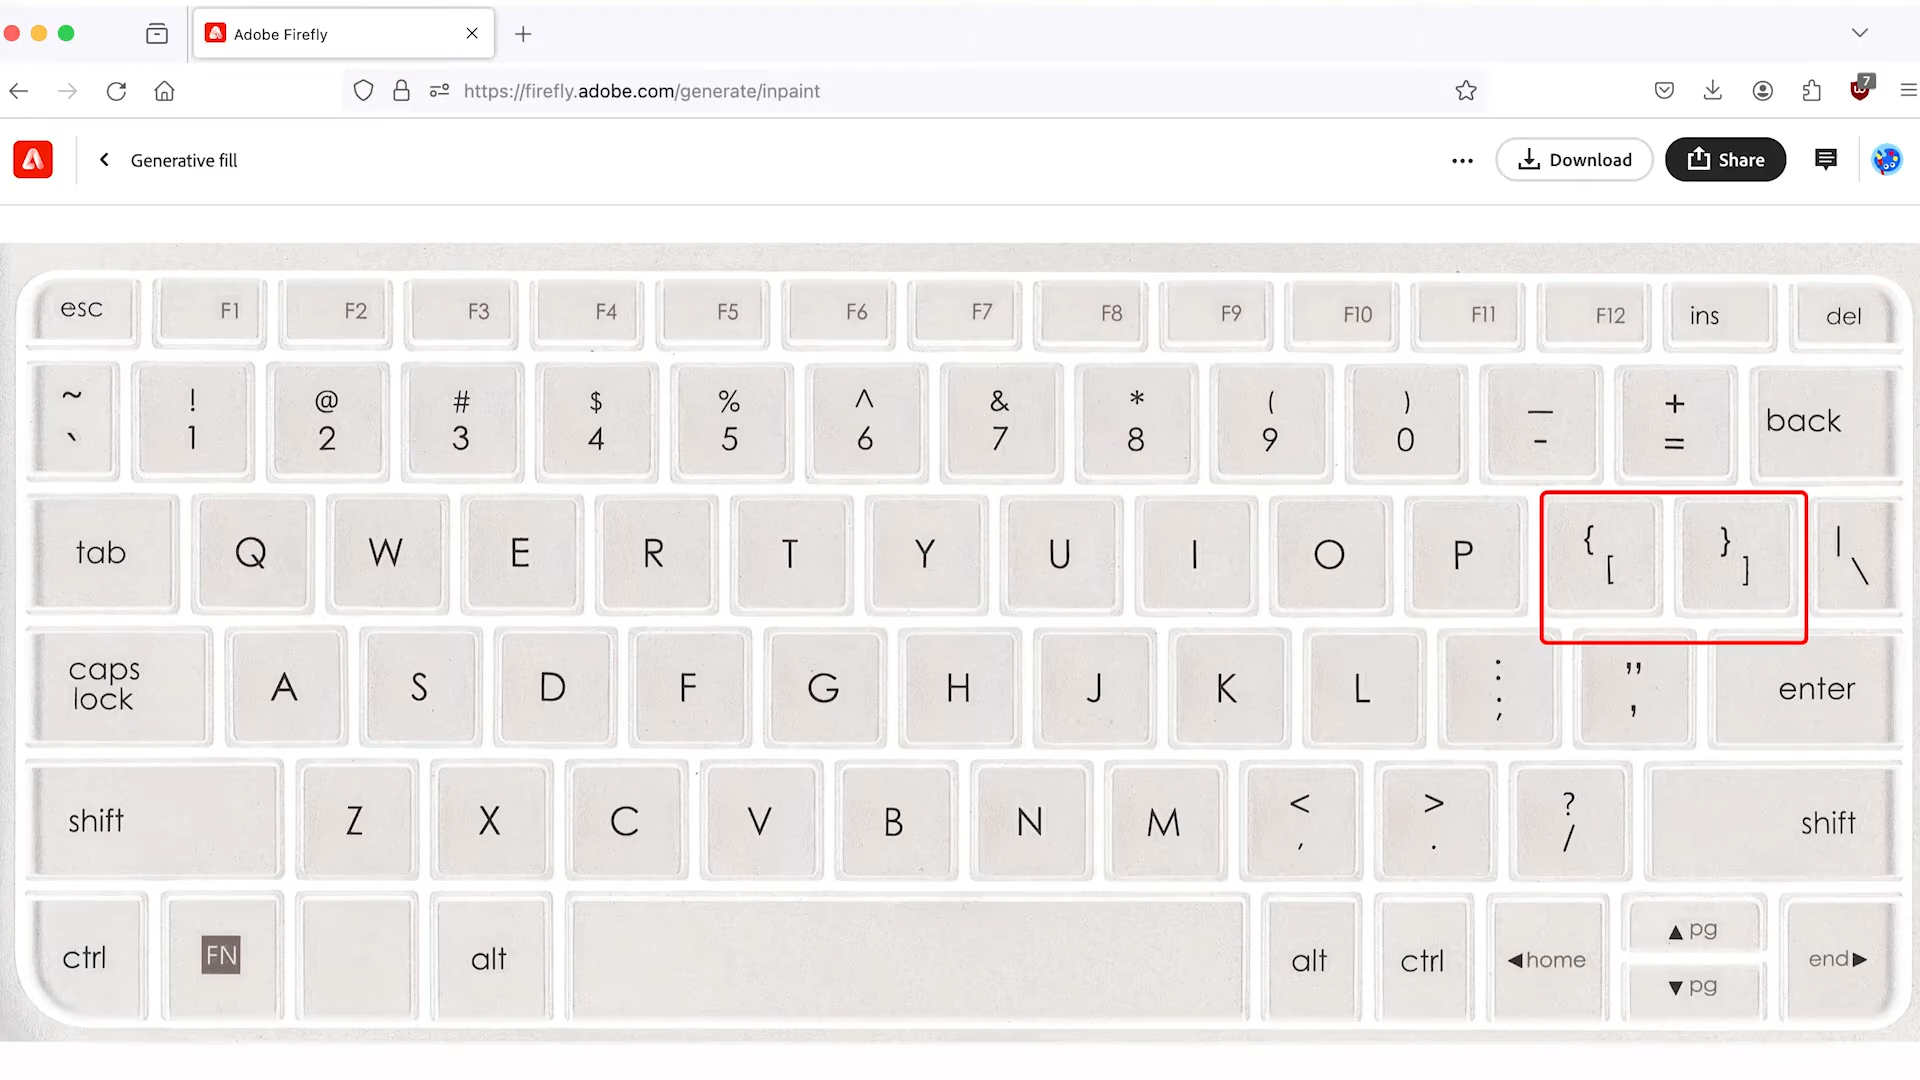 Adobe Firefly
https://firefly.adobe.com/generate/inpaint
7
Generative fill
Download
Share
esc F1 F2 F3 F4 F5 F6 F7 F8 F9 F10 F11 F12 ins del
~ ! @ # $ % ^ & * ( ) _ +
` 1 2 3 4 5 6 7 8 9 0 - = back
tab Q W E R T Y U I O P { [ } ] | \
caps
lock
A S D F G H J K L : ; " , enter
shift Z X C V B N M < , > . ? / shift
ctrl FN alt alt ctrl ◀home ▲pg end▶
▼pg